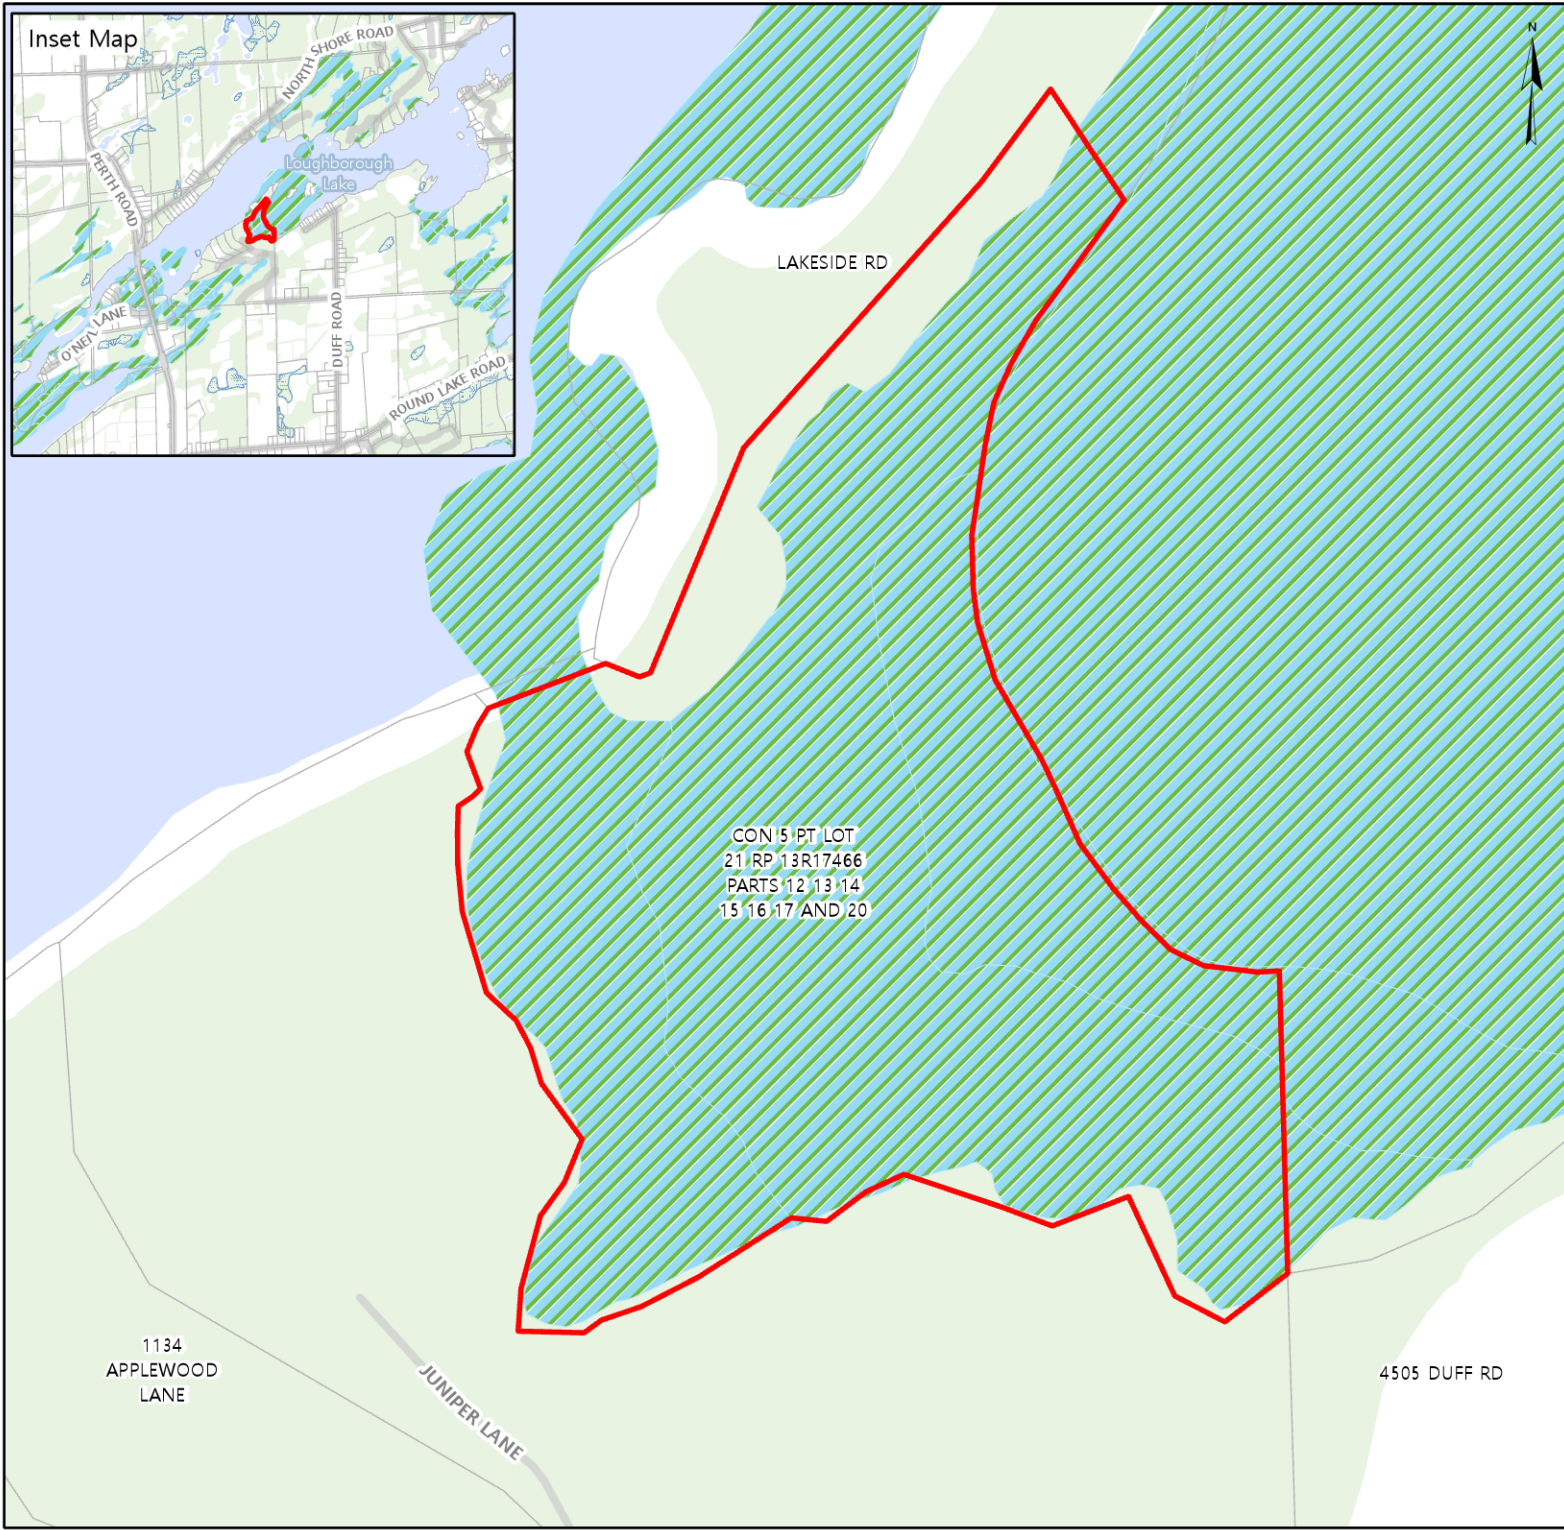 Inset Map
NORTH SHORE ROAD
PERTH ROAD
Loughborough
Lake
O'NEIL LANE
DUFF ROAD
ROUND LAKE ROAD
N
LAKESIDE RD
CON 5 PT LOT
21 RP 13R17466
PARTS 12 13 14
15 16 17 AND 20
1134
APPLEWOOD
LANE
JUNIPER LANE
4505 DUFF RD